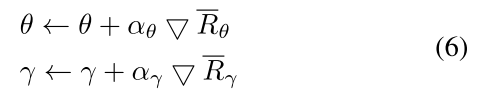 θ ← θ + α_θ ▽ R̅_θ
γ ← γ + α_γ ▽ R̅_γ
(6)